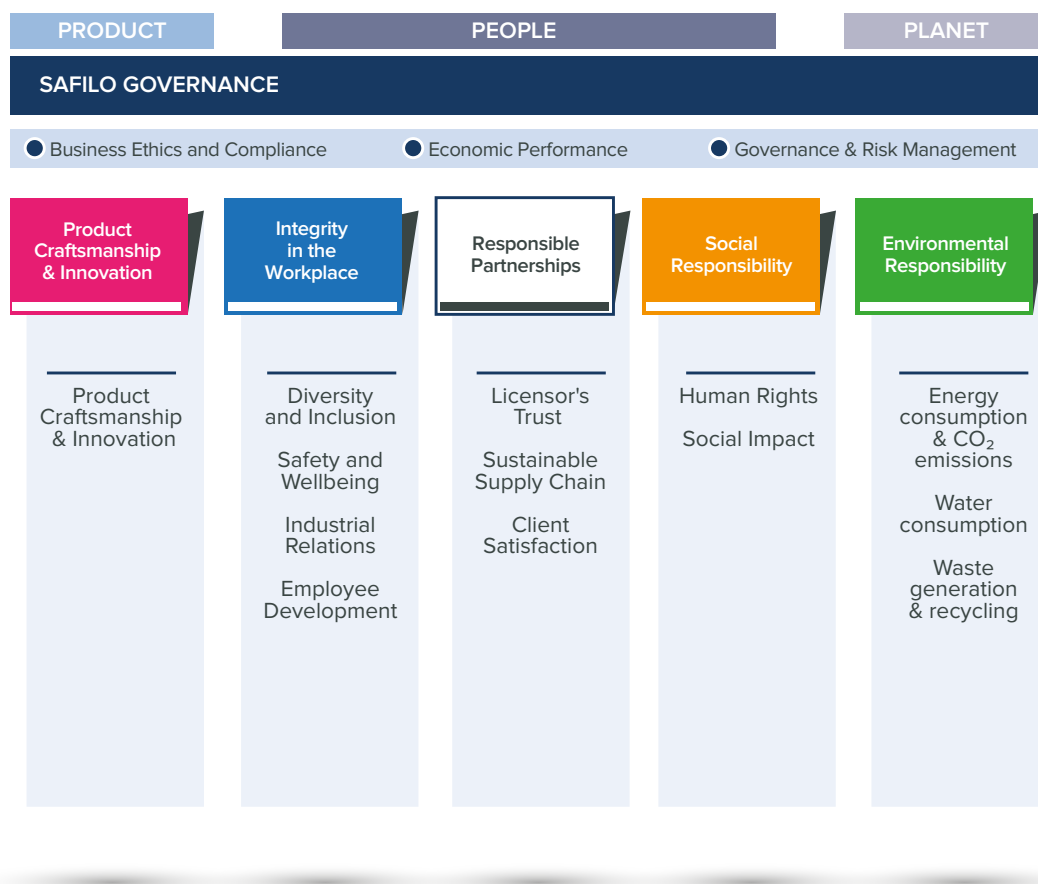 PRODUCT
PEOPLE
PLANET
SAFILO GOVERNANCE
Business Ethics and Compliance
Economic Performance
Governance & Risk Management
Product
Craftsmanship
& Innovation
Integrity
in the
Workplace
Responsible
Partnerships
Social
Responsibility
Environmental
Responsibility
Product
Craftsmanship
& Innovation
Diversity
and Inclusion
Safety and
Wellbeing
Industrial
Relations
Employee
Development
Licensor's
Trust
Sustainable
Supply Chain
Client
Satisfaction
Human Rights
Social Impact
Energy
consumption
& CO₂
emissions
Water
consumption
Waste
generation
& recycling